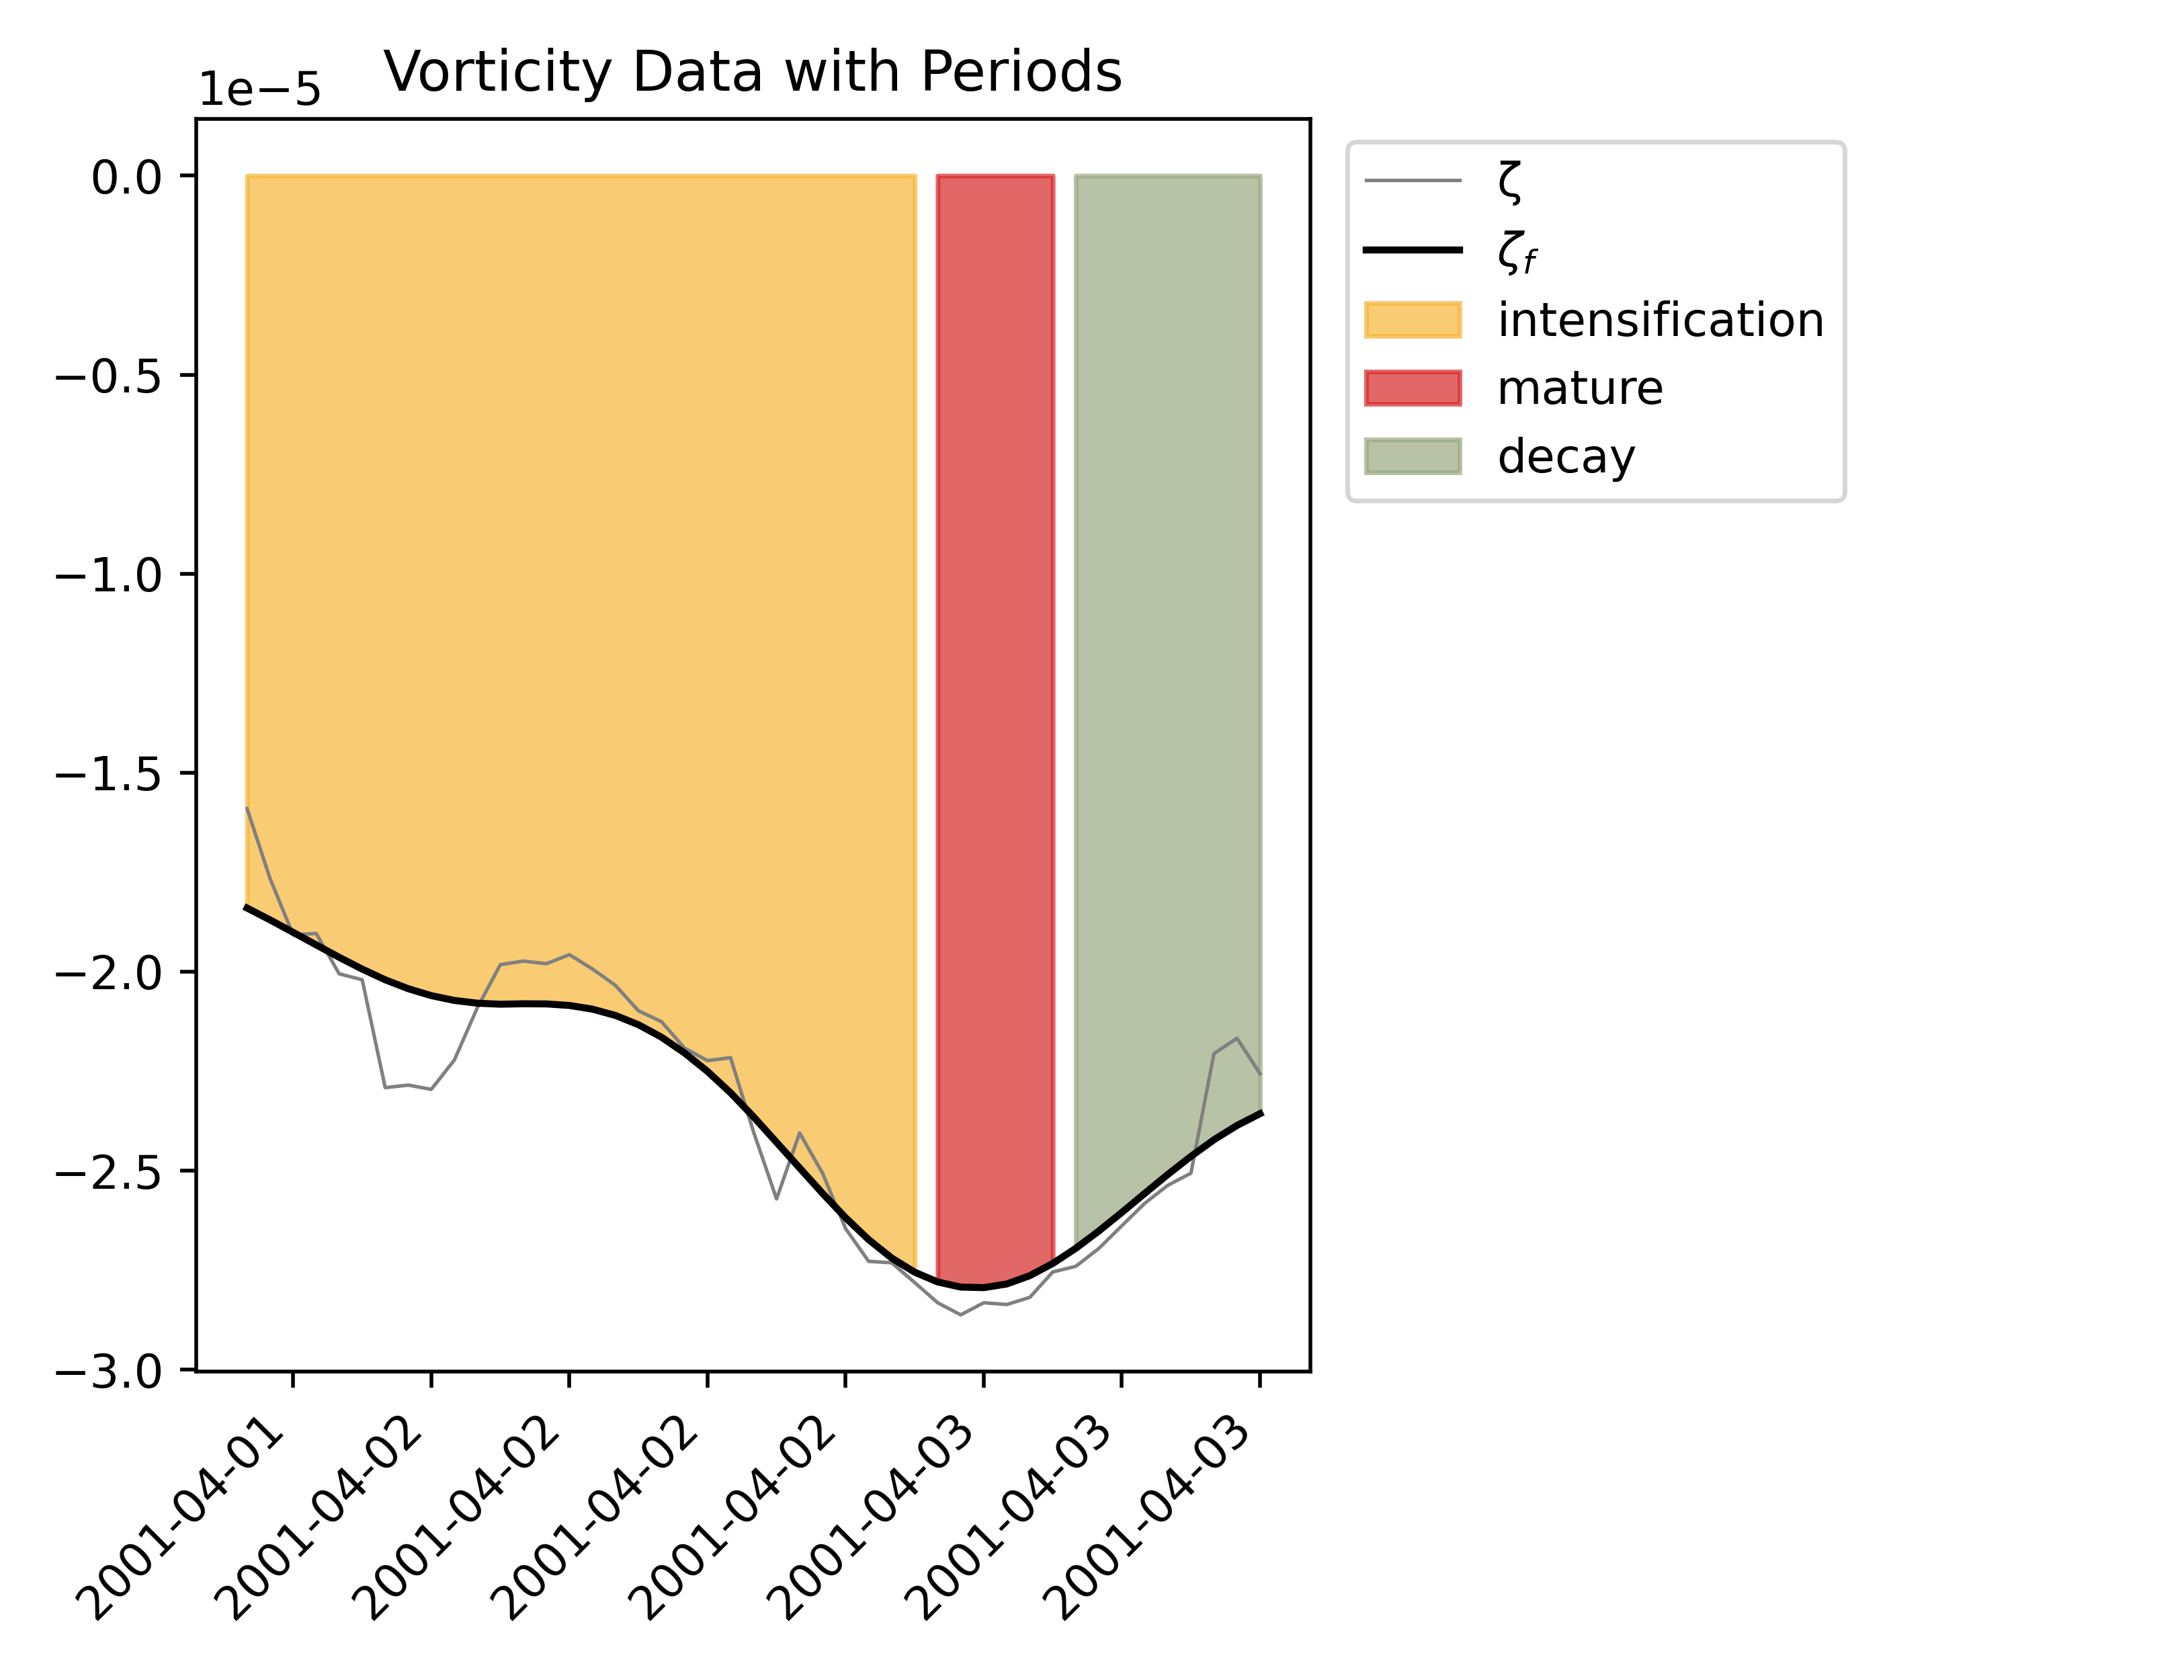 Vorticity Data with Periods
1e−5
0.0
−0.5
−1.0
−1.5
−2.0
−2.5
−3.0
2001-04-01
2001-04-02
2001-04-02
2001-04-02
2001-04-02
2001-04-03
2001-04-03
2001-04-03
ζ
ζf
intensification
mature
decay